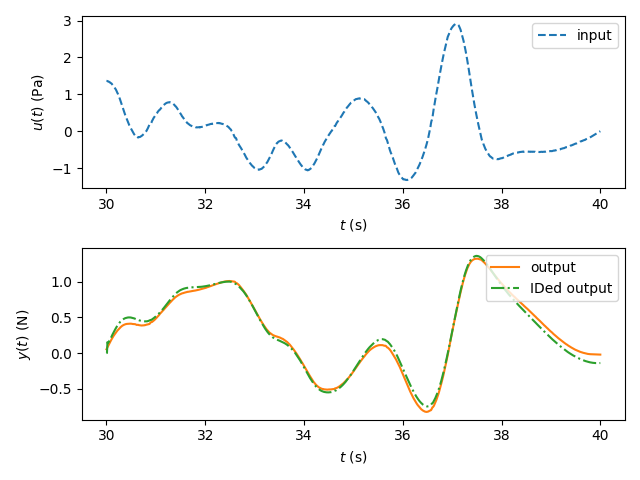 3
2
1
0
−1
u(t) (Pa)
input
30 32 34 36 38 40
t (s)
1.0
0.5
0.0
−0.5
y(t) (N)
output
IDed output
30 32 34 36 38 40
t (s)